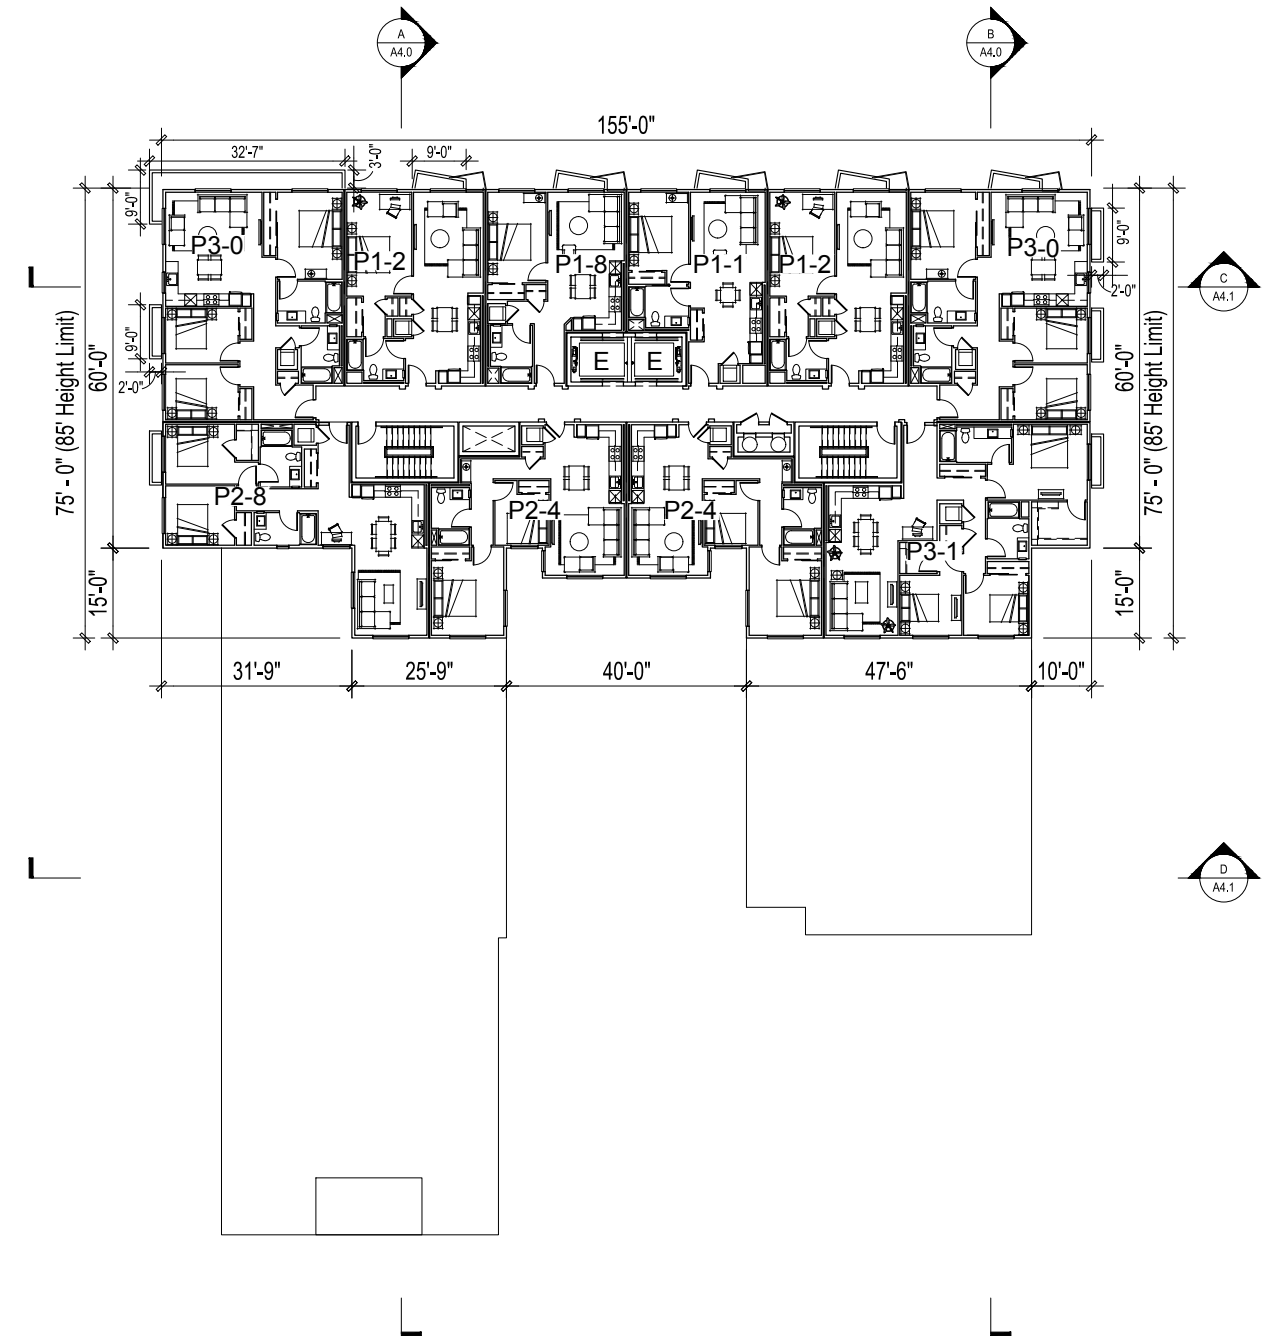 A
A4.0
B
A4.0
155'-0"
32'-7"
3'-0"
9'-0"
9'-0"
9'-0"
P3-0
P1-2
P1-8
P1-1
P1-2
P3-0
2'-0"
C
A4.1
9'-0"
2'-0"
E
E
75' - 0" (85' Height Limit)
60'-0"
60'-0"
75' - 0" (85' Height Limit)
P2-8
P2-4
P2-4
P3-1
15'-0"
15'-0"
31'-9"
25'-9"
40'-0"
47'-6"
10'-0"
D
A4.1